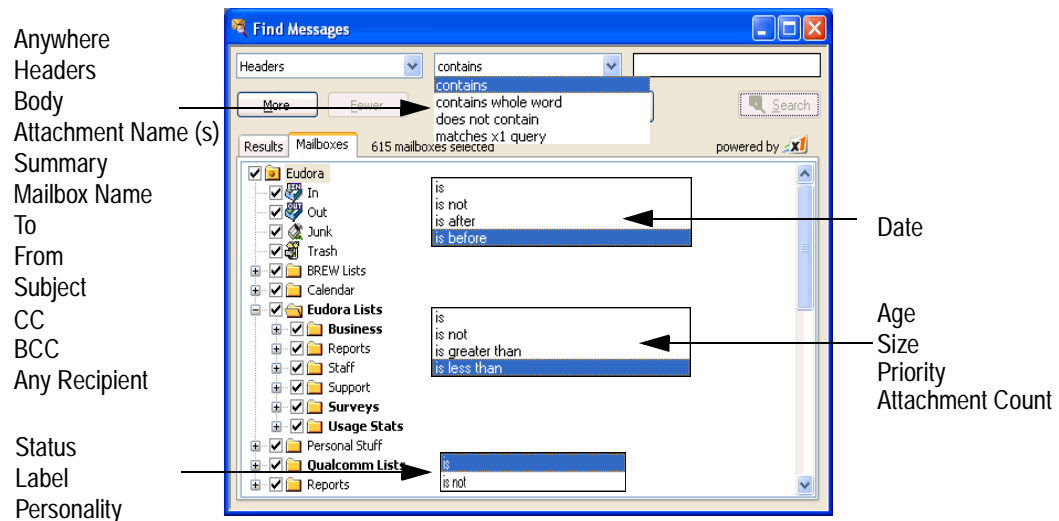 Anywhere
Headers
Body
Attachment Name (s)
Summary
Mailbox Name
To
From
Subject
CC
BCC
Any Recipient
Status
Label
Personality
Find Messages
Headers
contains
contains
contains whole word
does not contain
matches x1 query
More
Fewer
Search
Results
Mailboxes
615 mailboxes selected
powered by x1
Eudora
In
Out
Junk
Trash
BREW Lists
Calendar
Eudora Lists
Business
Reports
Staff
Support
Surveys
Usage Stats
Personal Stuff
Qualcomm Lists
Reports
is
is not
is after
is before
is
is not
is greater than
is less than
is
is not
Date
Age
Size
Priority
Attachment Count